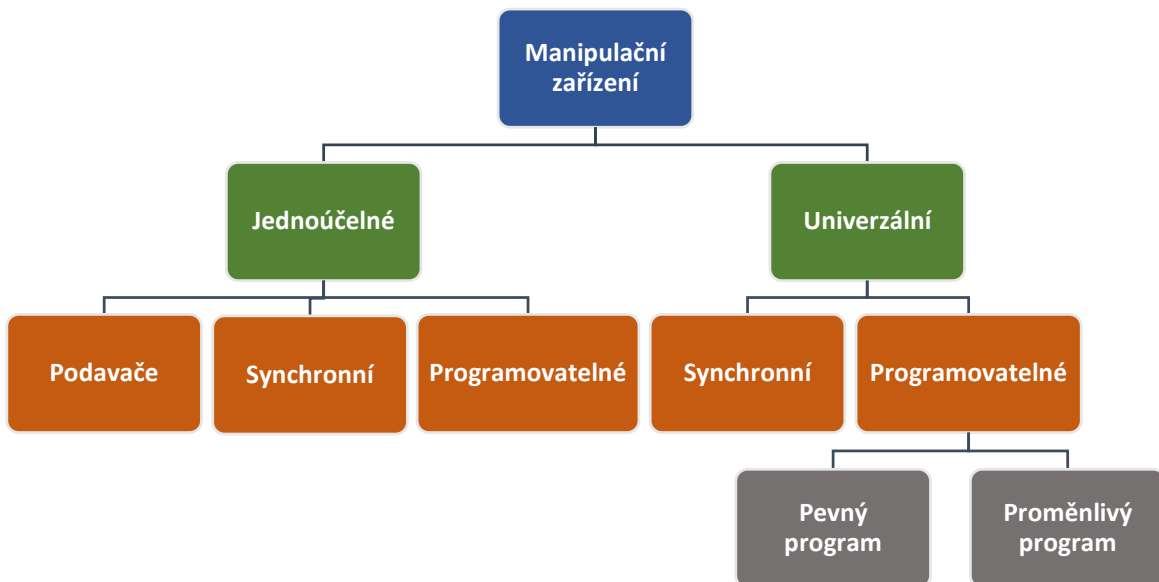 Manipulační
zařízení
Jednoúčelné
Univerzální
Podavače
Synchronní
Programovatelné
Synchronní
Programovatelné
Pevný
program
Proměnlivý
program